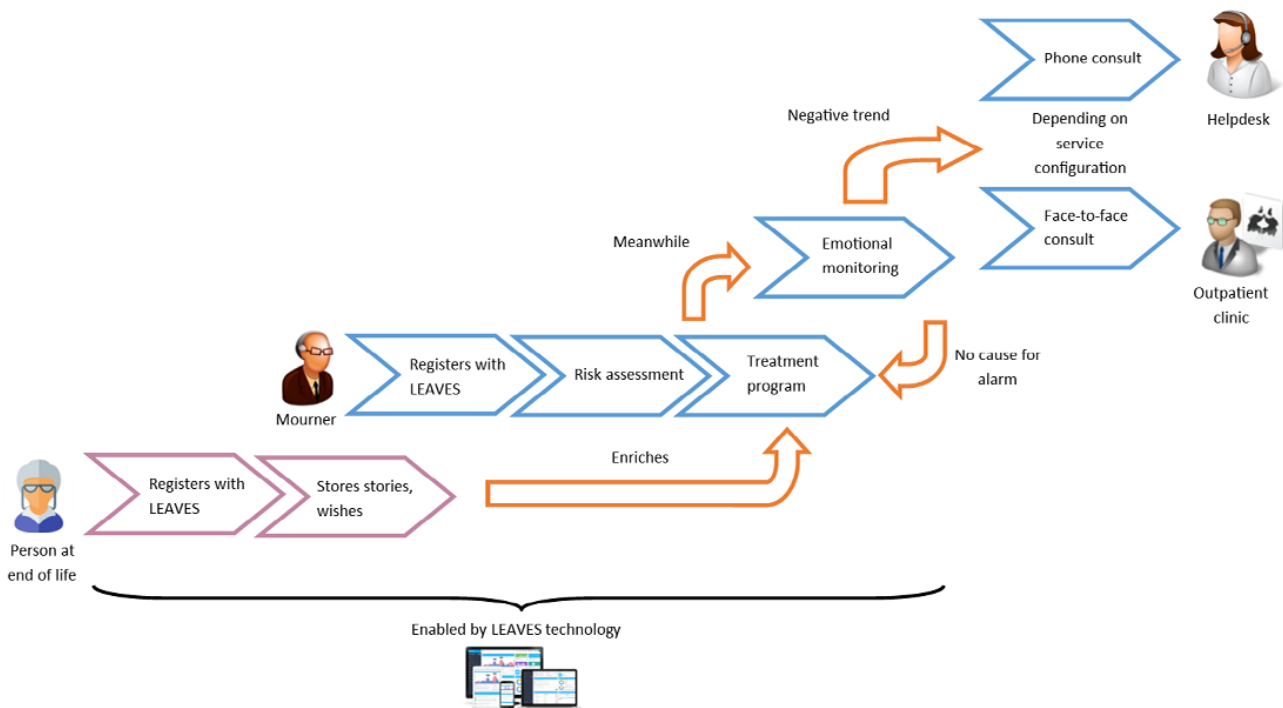 Phone consult
Helpdesk
Negative trend
Depending on
service
configuration
Face-to-face
consult
Outpatient
clinic
Meanwhile
Emotional
monitoring
Mourner
Registers with
LEAVES
Risk assessment
Treatment
program
No cause for
alarm
Enriches
Person at
end of life
Registers with
LEAVES
Stores stories,
wishes
Enabled by LEAVES technology